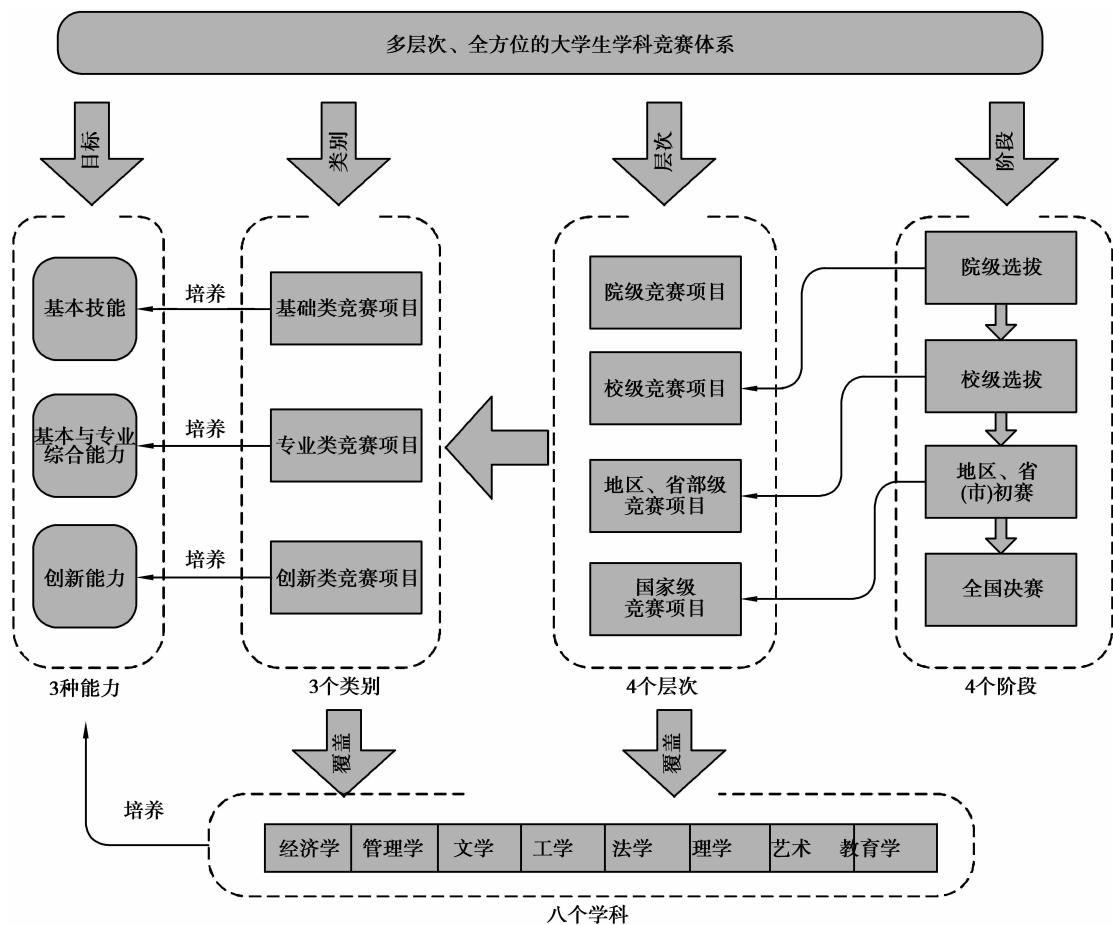 多层次、全方位的大学生学科竞赛体系
目标
类别
层次
阶段
基本技能
基本与专业
综合能力
创新能力
3种能力
培养
培养
培养
基础类竞赛项目
专业类竞赛项目
创新类竞赛项目
3个类别
院级竞赛项目
校级竞赛项目
地区、省部级
竞赛项目
国家级
竞赛项目
4个层次
院级选拔
校级选拔
地区、省
(市)初赛
全国决赛
4个阶段
覆盖
覆盖
培养
经济学 管理学 文学 工学 法学 理学 艺术 教育学
八个学科